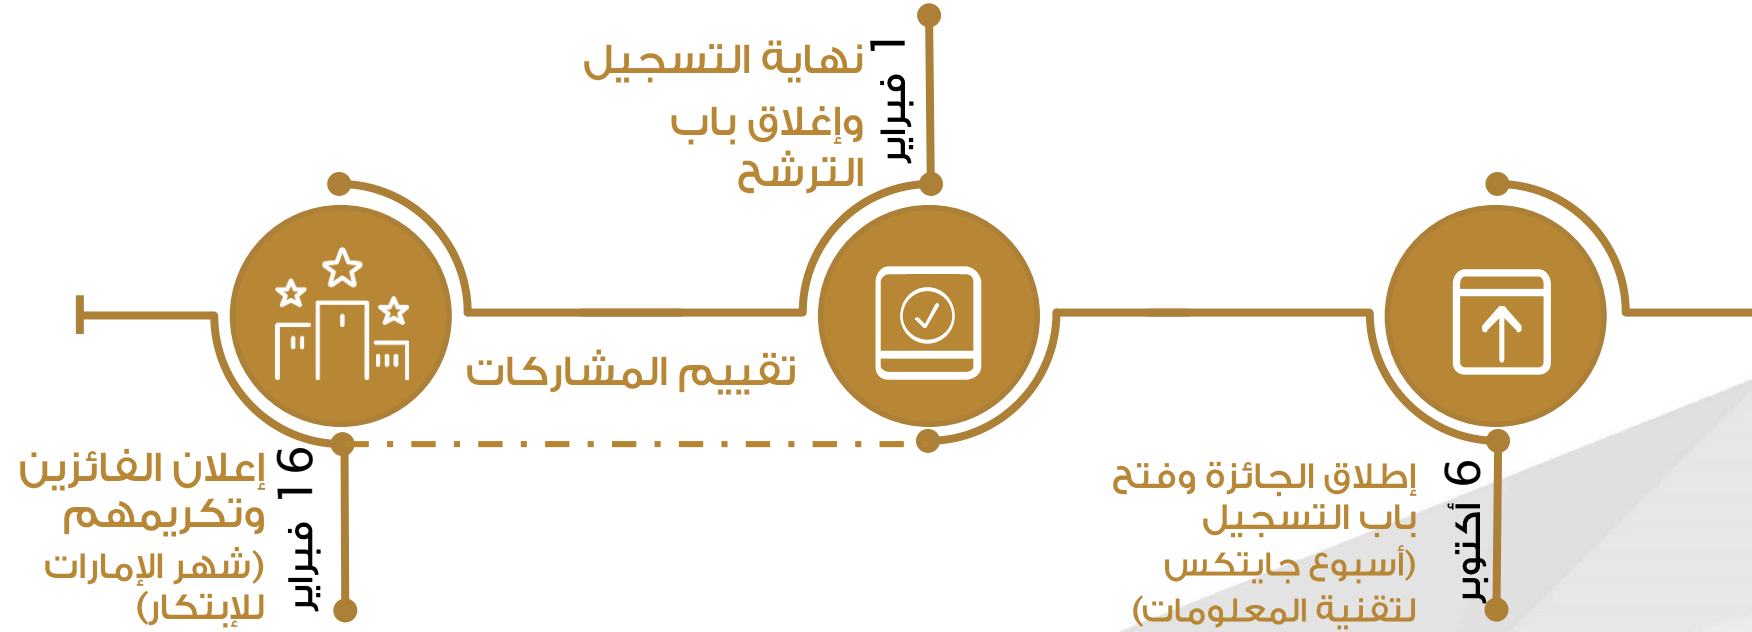 6 أكتوبر
إطلاق الجائزة وفتح
باب التسجيل
(أسبوع جايتكس
لتقنية المعلومات)
1 فبراير
نهاية التسجيل
وإغلاق باب
الترشح
تقييم المشاركات
16 فبراير
إعلان الفائزين
وتكريمهم
(شهر الإمارات
للإبتكار)